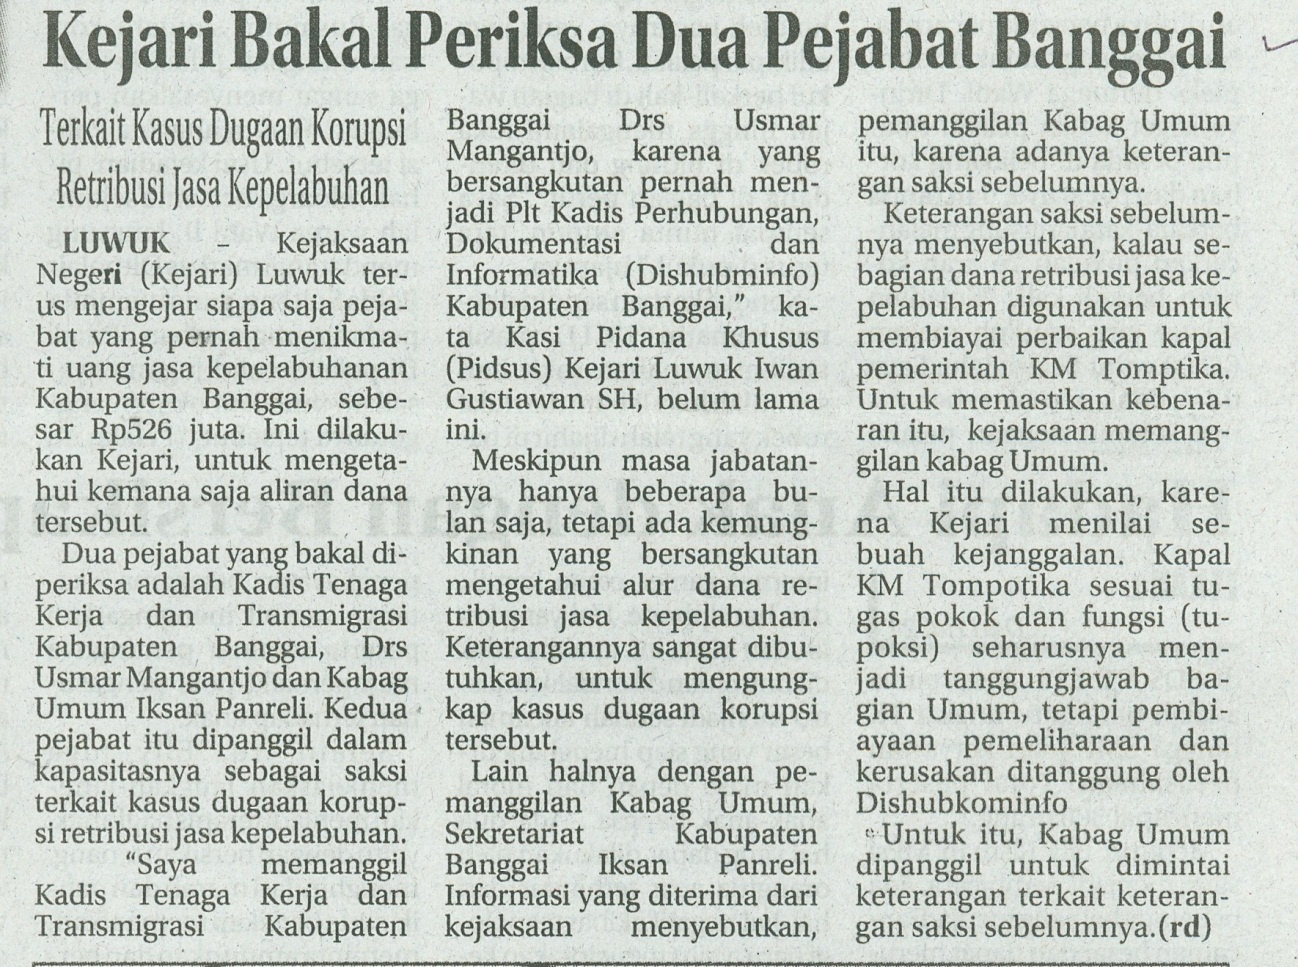 Kejari Bakal Periksa Dua Pejabat Banggai
Terkait Kasus Dugaan Korupsi
Retribusi Jasa Kepelabuhan
LUWUK – Kejaksaan
Negeri (Kejari) Luwuk ter-
us mengejar siapa saja peja-
bat yang pernah menikma-
ti uang jasa kepelabuhanan
Kabupaten Banggai, sebe-
sar Rp526 juta. Ini dilaku-
kan Kejari, untuk mengeta-
hui kemana saja aliran dana
tersebut.
Dua pejabat yang bakal di-
periksa adalah Kadis Tenaga
Kerja dan Transmigrasi
Kabupaten Banggai, Drs
Usmar Mangantjo dan Kabag
Umum Iksan Panreli. Kedua
pejabat itu dipanggil dalam
kapasitasnya sebagai saksi
terkait kasus dugaan korup-
si retribusi jasa kepelabuhan.
“Saya memanggil
Kadis Tenaga Kerja dan
Transmigrasi Kabupaten
Banggai Drs Usmar
Mangantjo, karena yang
bersangkutan pernah men-
jadi Plt Kadis Perhubungan,
Dokumentasi dan
Informatika (Dishubminfo)
Kabupaten Banggai,” ka-
ta Kasi Pidana Khusus
(Pidsus) Kejari Luwuk Iwan
Gustiawan SH, belum lama
ini.
Meskipun masa jabatan-
nya hanya beberapa bu-
lan saja, tetapi ada kemung-
kinan yang bersangkutan
mengetahui alur dana re-
tribusi jasa kepelabuhan.
Keterangannya sangat dibu-
tuhkan, untuk mengung-
kap kasus dugaan korupsi
tersebut.
Lain halnya dengan pe-
manggilan Kabag Umum,
Sekretariat Kabupaten
Banggai Iksan Panreli.
Informasi yang diterima dari
kejaksaan menyebutkan,
pemanggilan Kabag Umum
itu, karena adanya keteran-
gan saksi sebelumnya.
Keterangan saksi sebelum-
nya menyebutkan, kalau se-
bagian dana retribusi jasa ke-
pelabuhan digunakan untuk
membiayai perbaikan kapal
pemerintah KM Tomptika.
Untuk memastikan kebena-
ran itu, kejaksaan memang-
gilan kabag Umum.
Hal itu dilakukan, kare-
na Kejari menilai se-
buah kejanggalan. Kapal
KM Tompotika sesuai tu-
gas pokok dan fungsi (tu-
poksi) seharusnya men-
jadi tanggungjawab ba-
gian Umum, tetapi pembi-
ayaan pemeliharaan dan
kerusakan ditanggung oleh
Dishubkominfo
Untuk itu, Kabag Umum
dipanggil untuk dimintai
keterangan terkait keteran-
gan saksi sebelumnya.(rd)